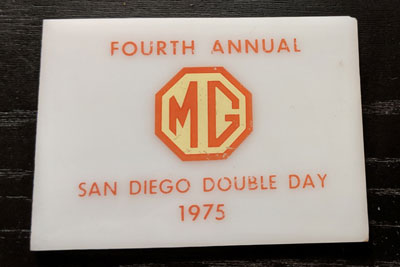 FOURTH ANNUAL
MG
SAN DIEGO DOUBLE DAY
1975